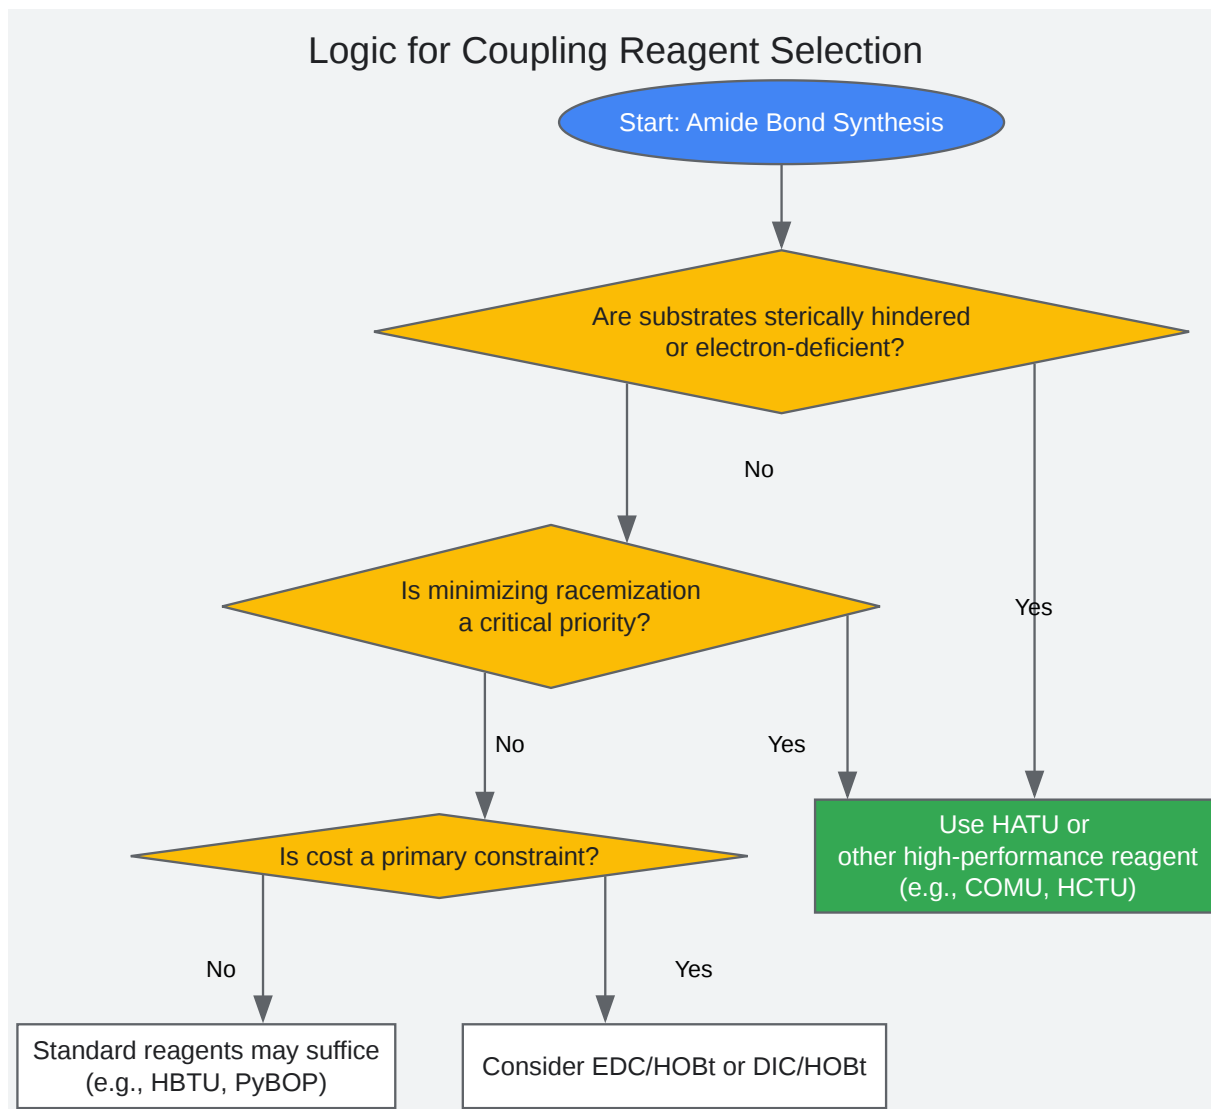 Logic for Coupling Reagent Selection
Start: Amide Bond Synthesis
Are substrates sterically hindered
or electron-deficient?
No
Yes
Is minimizing racemization
a critical priority?
No
Yes
Use HATU or
other high-performance reagent
(e.g., COMU, HCTU)
Is cost a primary constraint?
No
Yes
Standard reagents may suffice
(e.g., HBTU, PyBOP)
Consider EDC/HOBt or DIC/HOBt